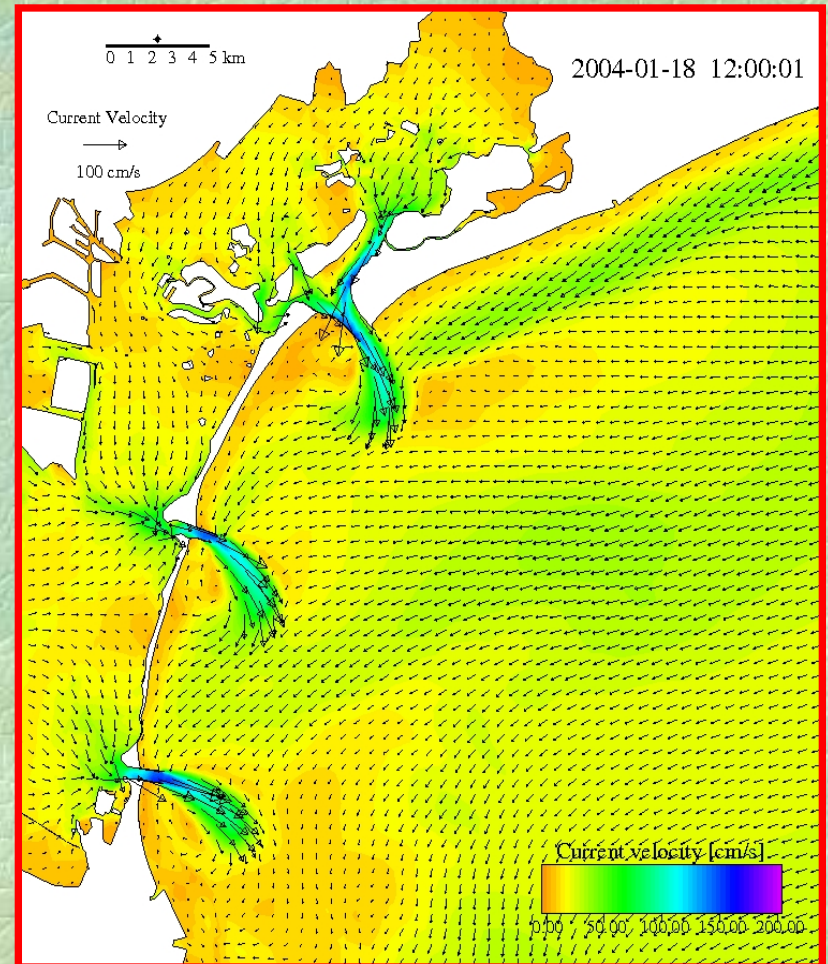 0 1 2 3 4 5 km
2004-01-18 12:00:01
Current Velocity
100 cm/s
Current velocity [cm/s]
0.00 50.00 100.00 150.00 200.00